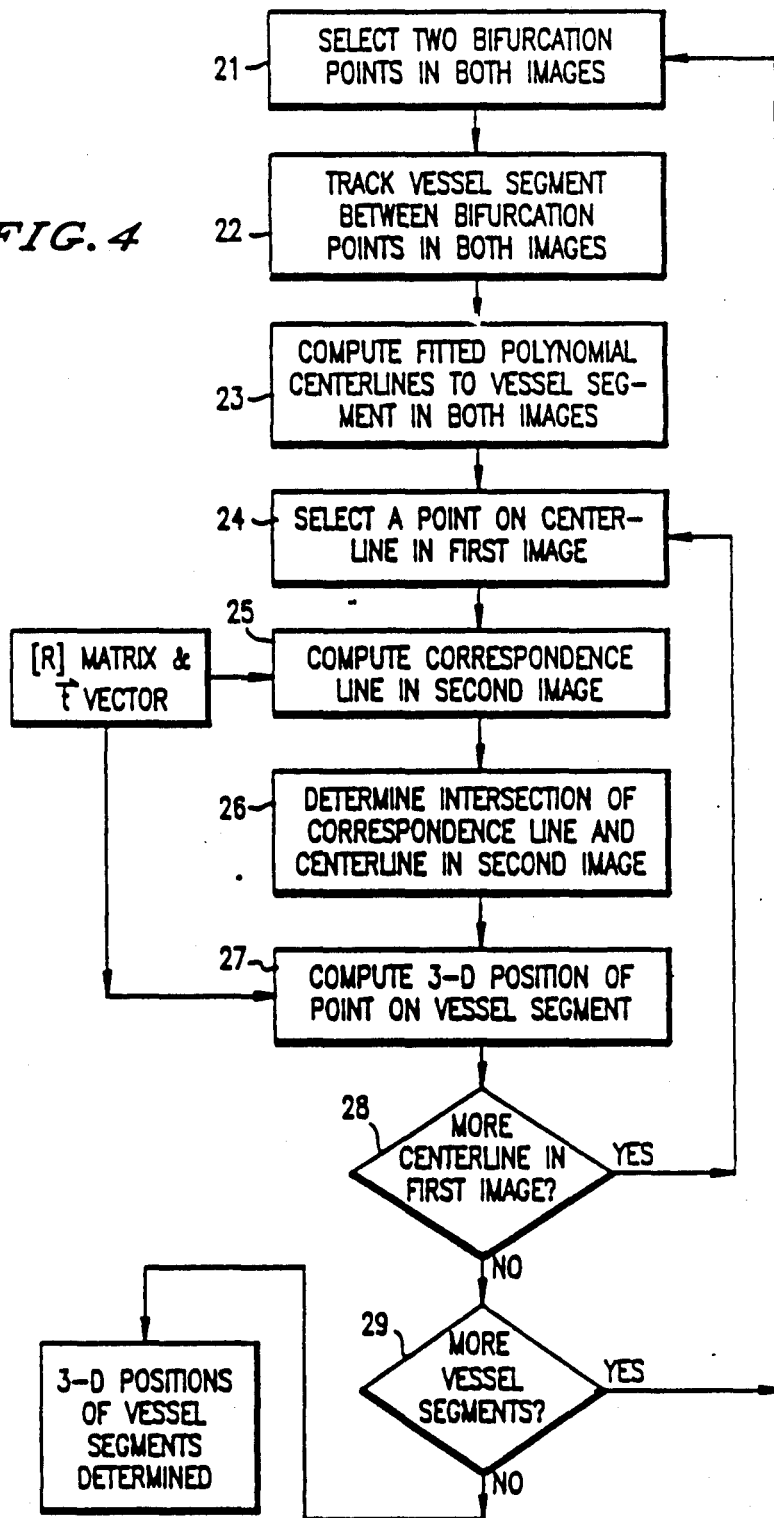 21
SELECT TWO BIFURCATION
POINTS IN BOTH IMAGES
FIG. 4
22
TRACK VESSEL SEGMENT
BETWEEN BIFURCATION
POINTS IN BOTH IMAGES
23
COMPUTE FITTED POLYNOMIAL
CENTERLINES TO VESSEL SEG-
MENT IN BOTH IMAGES
24
SELECT A POINT ON CENTER-
LINE IN FIRST IMAGE
25
[R] MATRIX &
t VECTOR
COMPUTE CORRESPONDENCE
LINE IN SECOND IMAGE
26
DETERMINE INTERSECTION OF
CORRESPONDENCE LINE AND
CENTERLINE IN SECOND IMAGE
27
COMPUTE 3-D POSITION OF
POINT ON VESSEL SEGMENT
28
MORE
CENTERLINE IN
FIRST IMAGE?
YES
NO
29
MORE
VESSEL
SEGMENTS?
YES
NO
3-D POSITIONS
OF VESSEL
SEGMENTS
DETERMINED